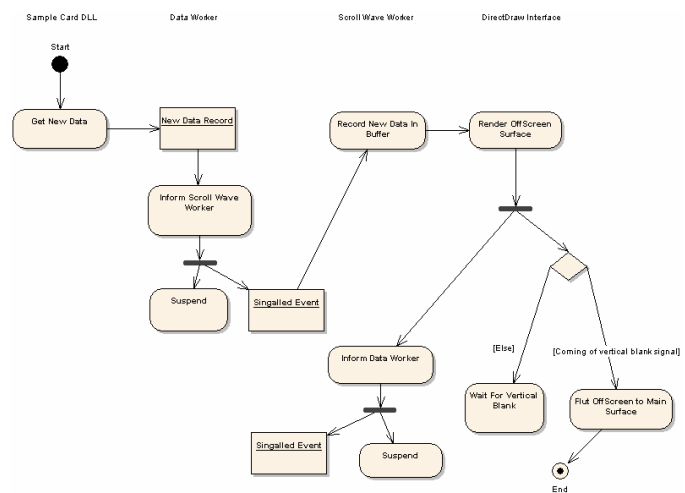 Sample Card DLL
Data Worker
Scroll Wave Worker
DirectDraw Interface
Start
Get New Data
New Data Record
Record New Data In
Buffer
Render OffScreen
Surface
Inform Scroll Wave
Worker
Suspend
Singalled Event
[Else]
[Coming of vertical blank signal]
Inform Data Worker
Wait For Vertical
Blank
Flut OffScreen to Main
Surface
Singalled Event
Suspend
End